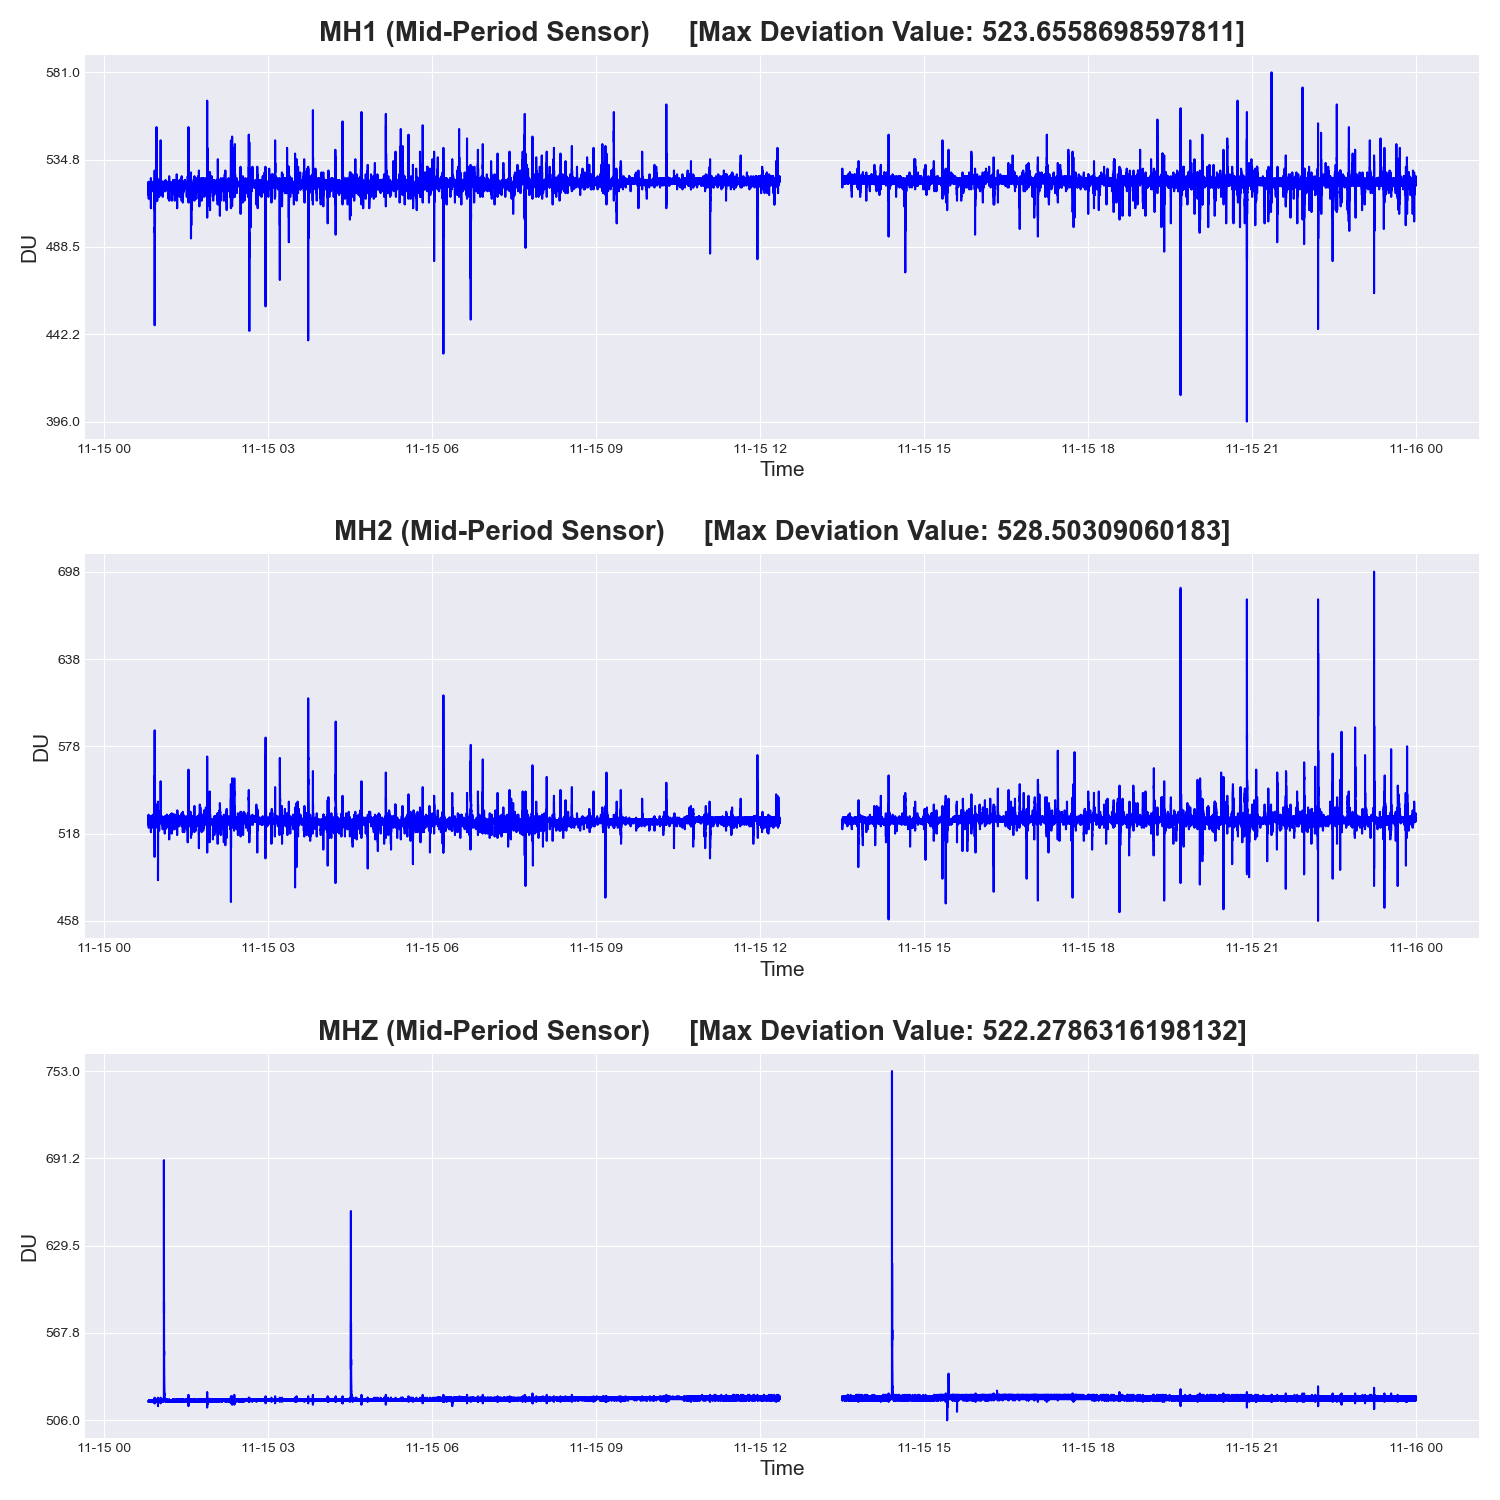 MH1 (Mid-Period Sensor) [Max Deviation Value: 523.6558698597811]
581.0
534.8
488.5
442.2
396.0
DU
11-15 00 11-15 03 11-15 06 11-15 09 11-15 12 11-15 15 11-15 18 11-15 21 11-16 00
Time
MH2 (Mid-Period Sensor) [Max Deviation Value: 528.50309060183]
698
638
578
518
458
DU
11-15 00 11-15 03 11-15 06 11-15 09 11-15 12 11-15 15 11-15 18 11-15 21 11-16 00
Time
MHZ (Mid-Period Sensor) [Max Deviation Value: 522.2786316198132]
753.0
691.2
629.5
567.8
506.0
DU
11-15 00 11-15 03 11-15 06 11-15 09 11-15 12 11-15 15 11-15 18 11-15 21 11-16 00
Time